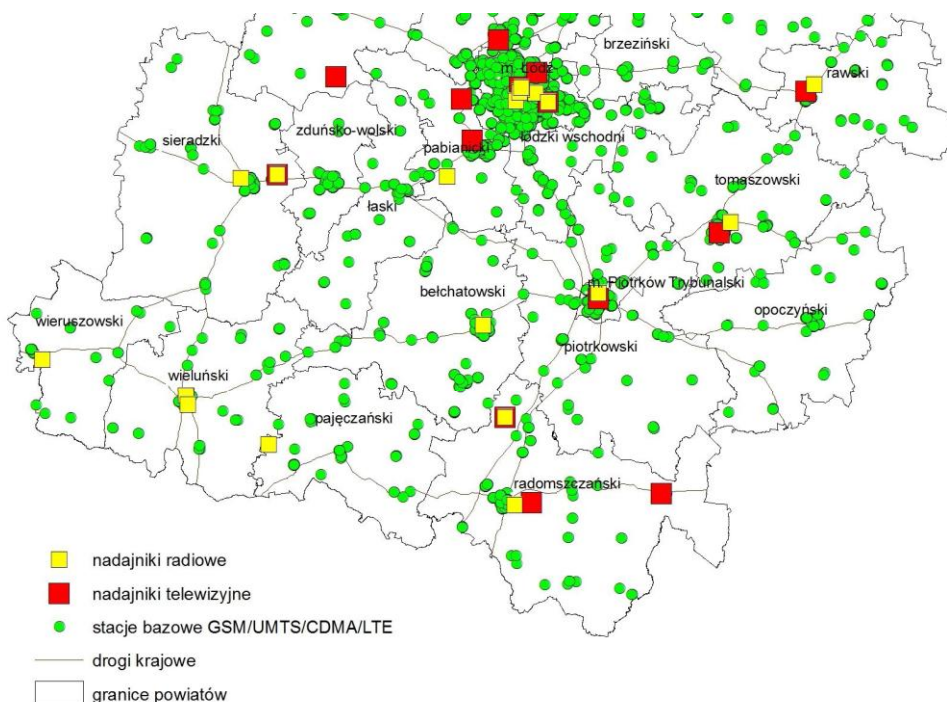 brzeziński
m. Łódź
rawski
zduńsko-wolski
sieradzki
łódzki wschodni
pabianicki
tomaszowski
łaski
m. Piotrków Trybunalski
bełchatowski
opoczyński
wieruszowski
piotrkowski
wieluński
pajęczański
radomszczański
nadajniki radiowe
nadajniki telewizyjne
stacje bazowe GSM/UMTS/CDMA/LTE
drogi krajowe
granice powiatów